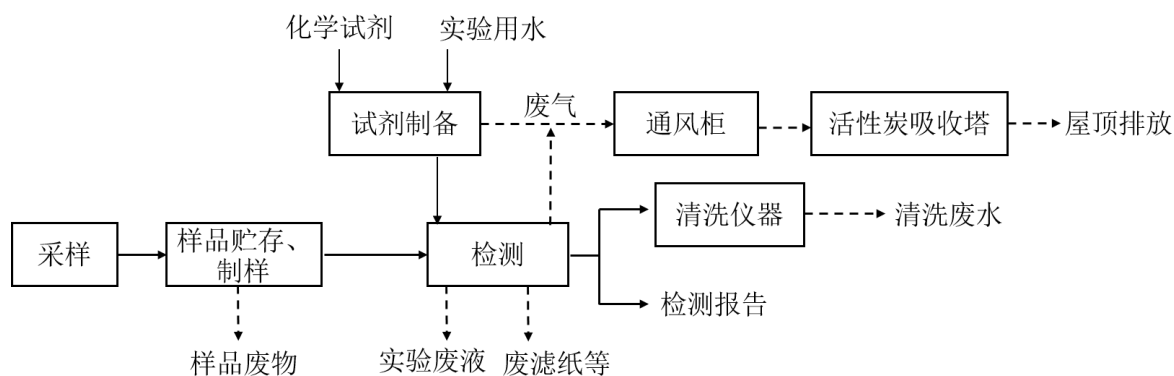 化学试剂
实验用水
试剂制备
废气
通风柜
活性炭吸收塔
屋顶排放
清洗仪器
清洗废水
采样
样品贮存、
制样
检测
检测报告
样品废物
实验废液
废滤纸等